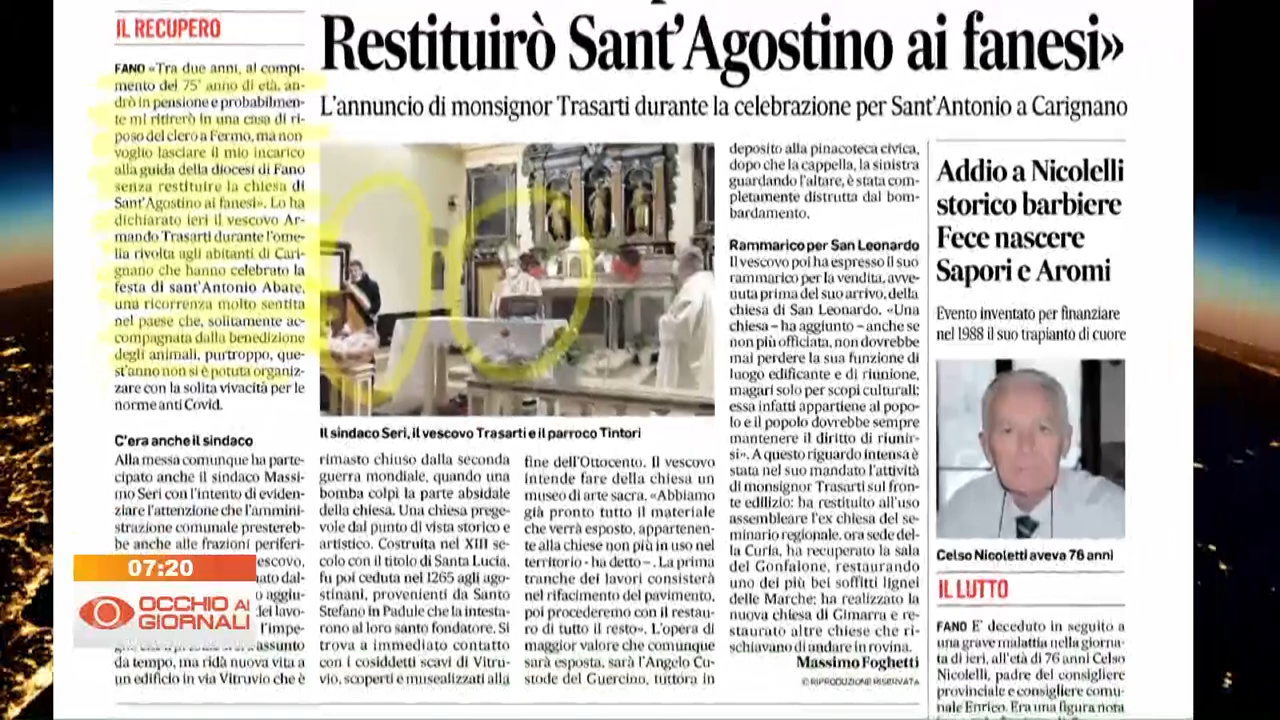 IL RECUPERO
Restituirò Sant'Agostino ai fanesi»
L'annuncio di monsignor Trasarti durante la celebrazione per Sant'Antonio a Carignano
FANO «Tra due anni, al compi-
mento del 75° anno di età, an-
drò in pensione e probabilmen-
te mi ritirerò in una casa di ri-
poso del clero a Fermo, ma non
voglio lasciare il mio incarico
alla guida della diocesi di Fano
senza restituire la chiesa di
Sant'Agostino ai fanesi». Lo ha
dichiarato ieri il vescovo Ar-
mando Trasarti durante l'ome-
lia rivolta agli abitanti di Cari-
gnano che hanno celebrato la
festa di sant'Antonio Abate,
una ricorrenza molto sentita
nel paese che, solitamente ac-
compagnata dalla benedizione
degli animali, purtroppo, que-
st'anno non si è potuta organiz-
zare con la solita vivacità per le
norme anti Covid.
C'era anche il sindaco
Alla messa comunque ha parte-
cipato anche il sindaco Massi-
mo Seri con l'intento di eviden-
ziare l'attenzione che l'ammini-
strazione comunale prestereb-
be anche alle frazioni periferi-
escovo,
ato dal-
o aggiu-
dei lavo-
l'impe-
assunto
da tempo, ma ridà nuova vita a
un edificio in via Vitruvio che è
Il sindaco Seri, il vescovo Trasarti e il parroco Tintori
rimasto chiuso dalla seconda
guerra mondiale, quando una
bomba colpì la parte absidale
della chiesa. Una chiesa prege-
vole dal punto di vista storico e
artistico. Costruita nel XIII se-
colo con il titolo di Santa Lucia,
fu poi ceduta nel 1265 agli ago-
stiniani, provenienti da Santo
Stefano in Padule che la intesta-
rono al loro santo fondatore. Si
trova a immediato contatto
con i cosiddetti scavi di Vitru-
vio, scoperti e musealizzati alla
fine dell'Ottocento. Il vescovo
intende fare della chiesa un
museo di arte sacra. «Abbiamo
già pronto tutto il materiale
che verrà esposto, appartenen-
te alla chiese non più in uso nel
territorio - ha detto -. La prima
tranche dei lavori consisterà
nel rifacimento del pavimento,
poi procederemo con il restau-
ro di tutto il resto». L'opera di
maggior valore che comunque
sarà esposta, sarà l'Angelo Cu-
stode del Guercino, tuttora in
deposito alla pinacoteca civica,
dopo che la cappella, la sinistra
guardando l'altare, è stata com-
pletamente distrutta dal bom-
bardamento.
Rammarico per San Leonardo
Il vescovo poi ha espresso il suo
rammarico per la vendita, avve-
nuta prima del suo arrivo, della
chiesa di San Leonardo. «Una
chiesa – ha aggiunto – anche se
non più officiata, non dovrebbe
mai perdere la sua funzione di
luogo edificante e di riunione,
magari solo per scopi culturali:
essa infatti appartiene al popo-
lo e il popolo dovrebbe sempre
mantenere il diritto di riunir-
si». A questo riguardo intensa è
stata nel suo mandato l'attività
di monsignor Trasarti sul fron-
te edilizio: ha restituito all'uso
assembleare l'ex chiesa del se-
minario regionale, ora sede del-
la Curia, ha recuperato la sala
del Gonfalone, restaurando
uno dei più bei soffitti lignei
delle Marche; ha realizzato la
nuova chiesa di Gimarra e re-
staurato altre chiese che ri-
schiavano di andare in rovina.
Massimo Foghetti
© RIPRODUZIONE RISERVATA
Addio a Nicolelli
storico barbiere
Fece nascere
Sapori e Aromi
Evento inventato per finanziare
nel 1988 il suo trapianto di cuore
Celso Nicoletti aveva 76 anni
IL LUTTO
FANO E' deceduto in seguito a
una grave malattia nella giorna-
ta di ieri, all'età di 76 anni Celso
Nicolelli, padre del consigliere
provinciale e consigliere comu-
nale Enrico. Era una figura nota
07:20
OCCHIO AI
GIORNALI